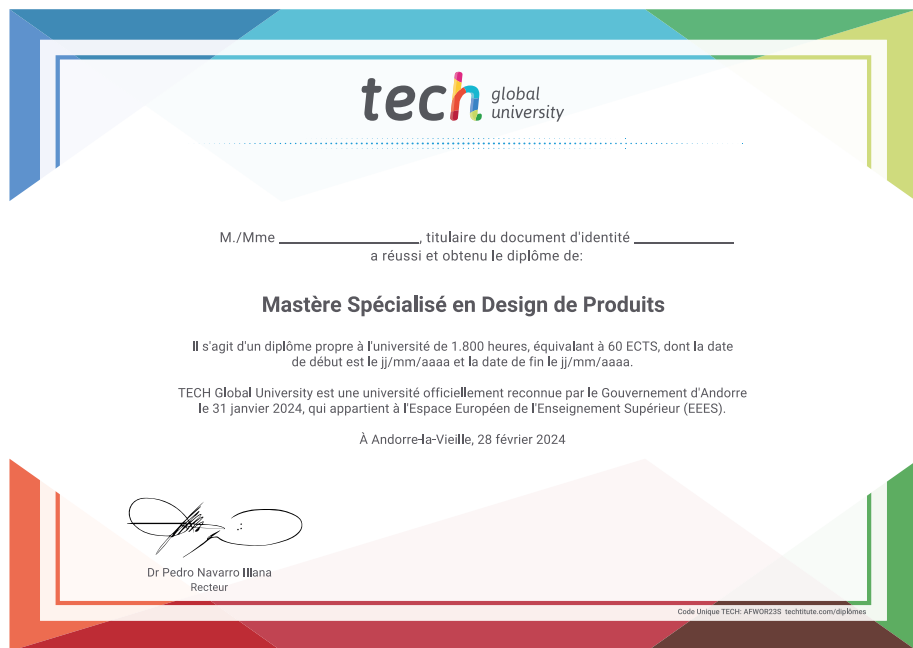 tech global university
M./Mme ____________________, titulaire du document d'identité ______________
a réussi et obtenu le diplôme de:
Mastère Spécialisé en Design de Produits
Il s'agit d'un diplôme propre à l'université de 1.800 heures, équivalant à 60 ECTS, dont la date
de début est le jj/mm/aaaa et la date de fin le jj/mm/aaaa.
TECH Global University est une université officiellement reconnue par le Gouvernement d'Andorre
le 31 janvier 2024, qui appartient à l'Espace Européen de l'Enseignement Supérieur (EEES).
À Andorre-la-Vieille, 28 février 2024
Dr Pedro Navarro Illana
Recteur
Code Unique TECH: AFWOR23S techtitute.com/diplômes